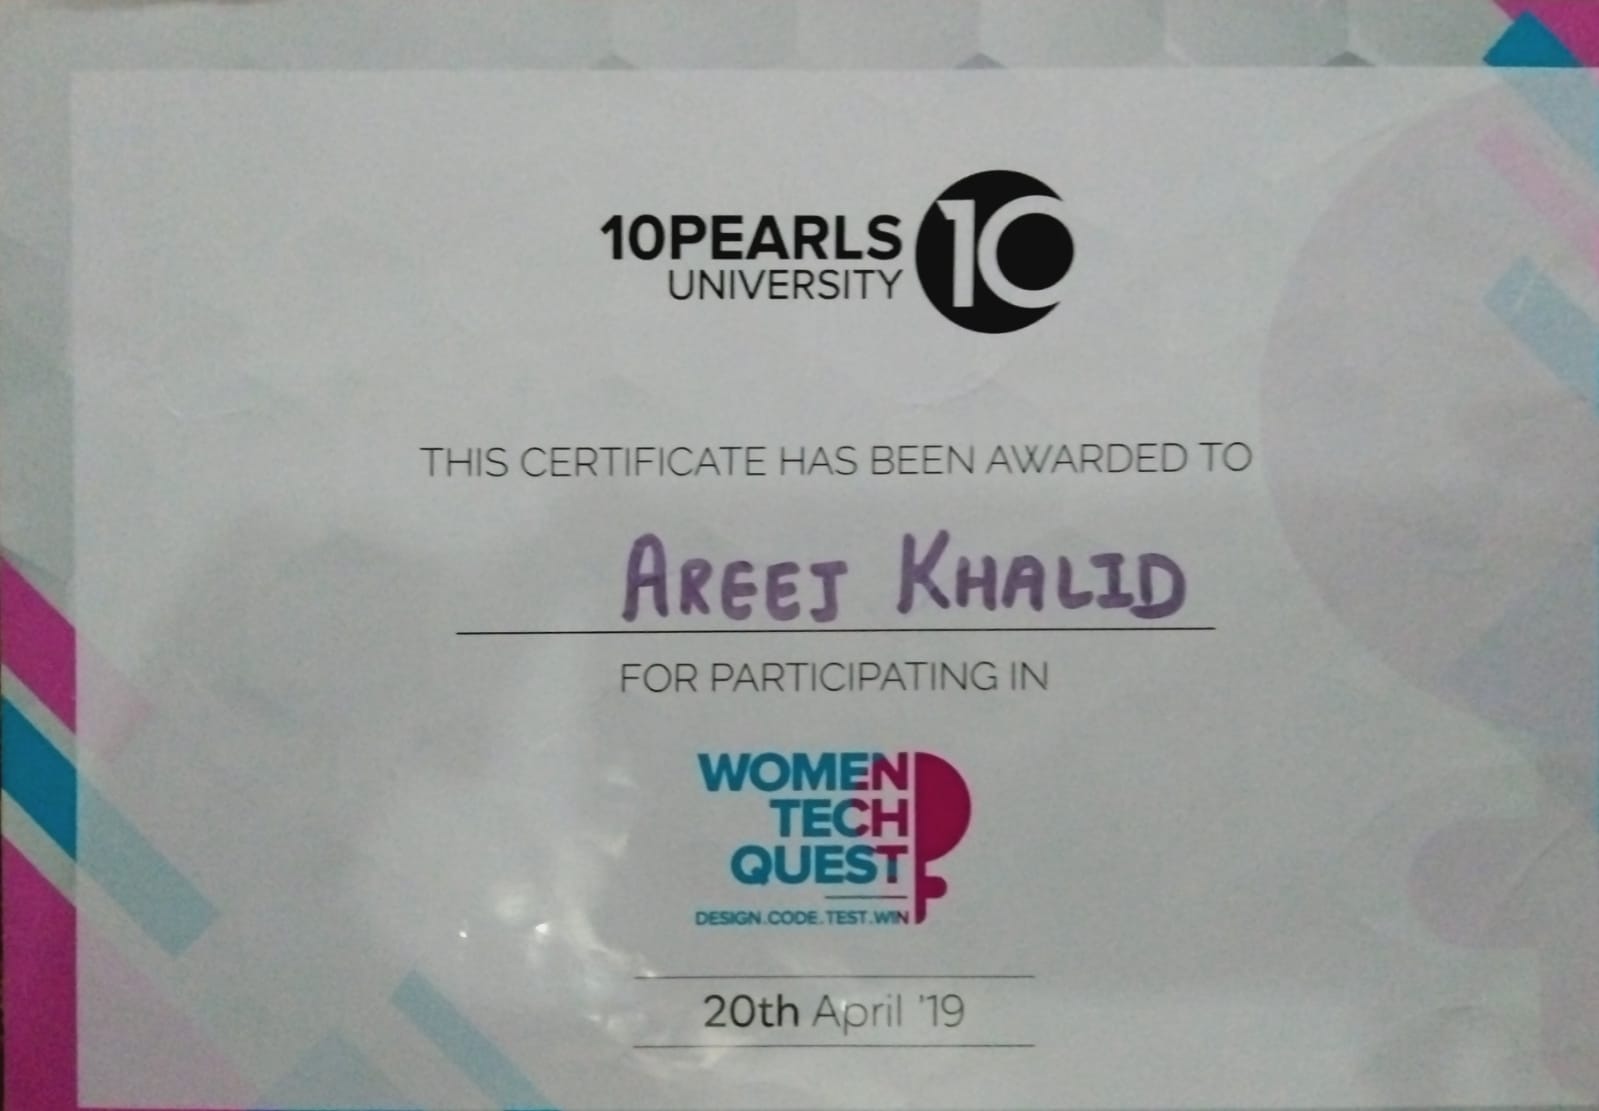 10PEARLS
UNIVERSITY
10
THIS CERTIFICATE HAS BEEN AWARDED TO
AREEJ KHALID
FOR PARTICIPATING IN
WOMEN
TECH
QUEST
DESIGN.CODE.TEST.WIN
20th April '19